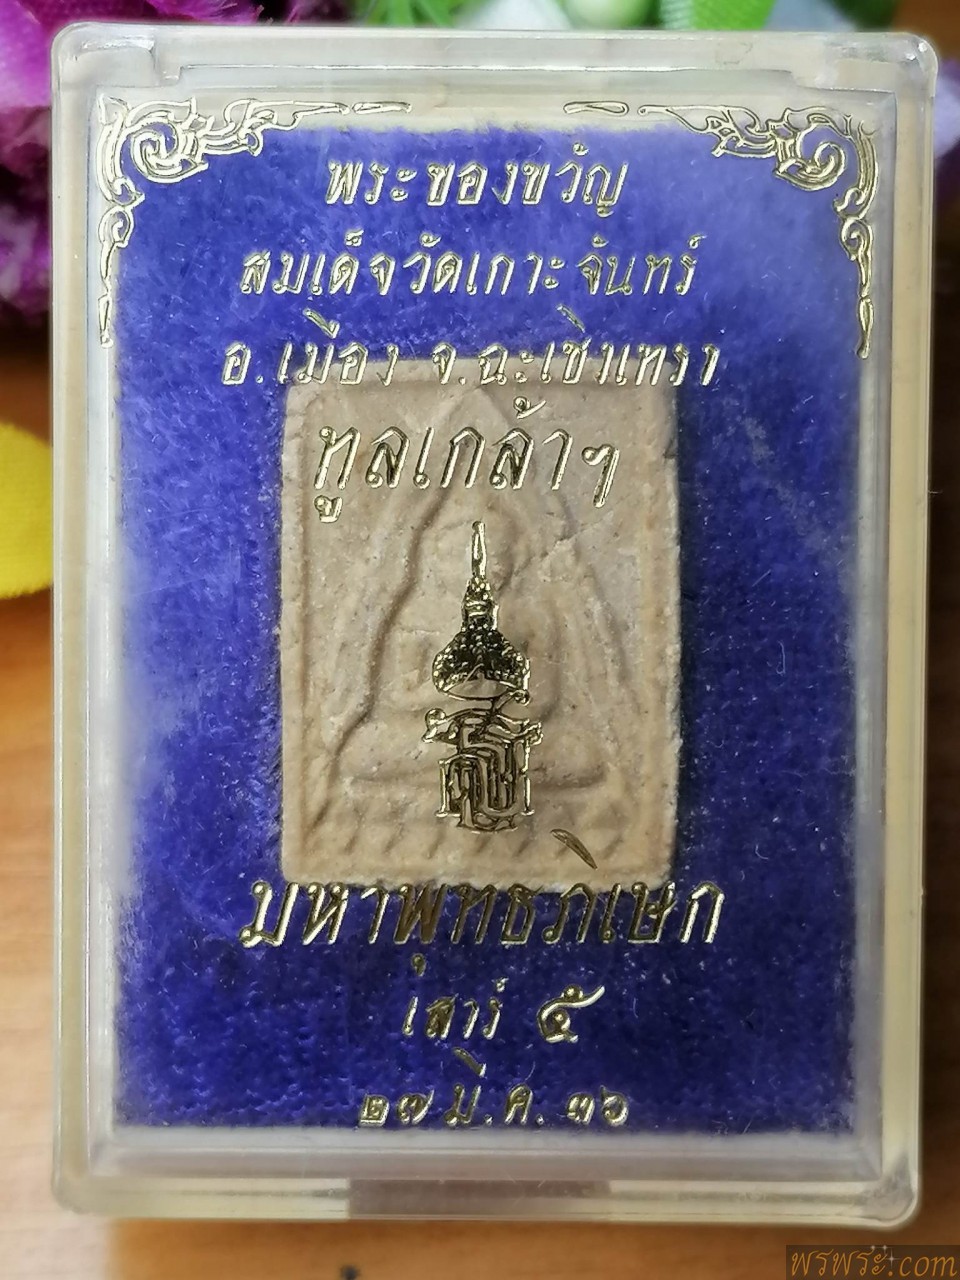 พระของขวัญ
สมเด็จวัดเกาะจันทร์
อ.เมือง จ.ฉะเชิงเทรา
ทูลเกล้าฯ
มหาพุทธภิเษก
เสาร์ ๕
๒๗ มี.ค. ๓๖
พรพระ.com